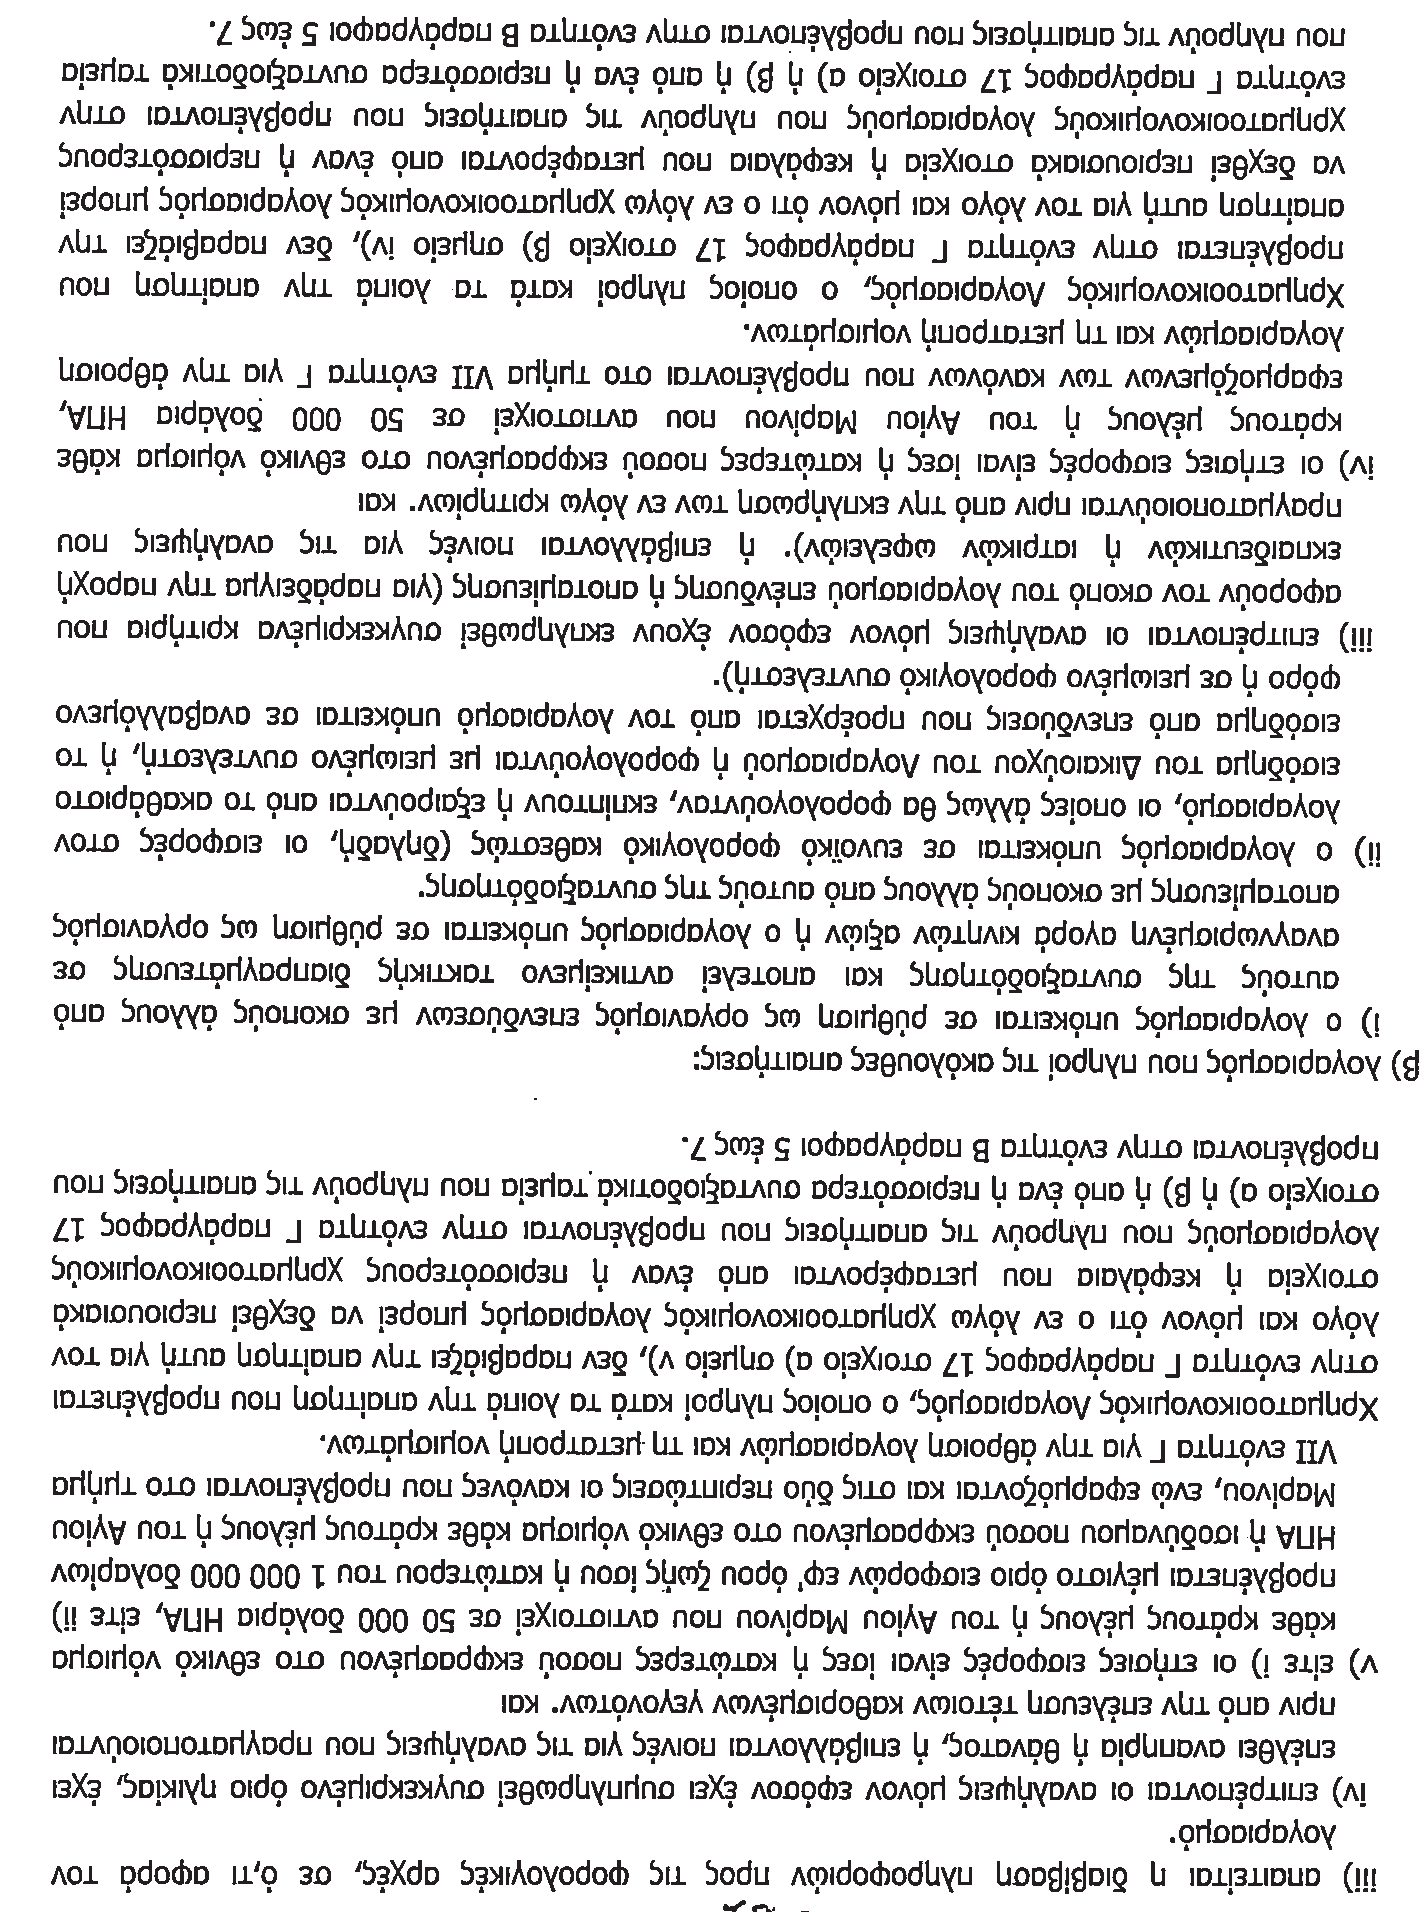 iii) απαιτείται η διαβίβαση πληροφοριών προς τις φορολογικές αρχές, σε ό,τι αφορά τον
λογαριασμό.
iv) επιτρέπονται οι αναλήψεις μόνον εφόσον έχει συμπληρωθεί συγκεκριμένο όριο ηλικίας, έχει
επέλθει αναπηρία ή θάνατος, ή επιβάλλονται ποινές για τις αναλήψεις που πραγματοποιούνται
πριν από την επέλευση τέτοιων καθορισμένων γεγονότων. και
v) είτε i) οι ετήσιες εισφορές είναι ίσες ή κατώτερες ποσού εκφρασμένου στο εθνικό νόμισμα
κάθε κράτους μέλους ή του Αγίου Μαρίνου που αντιστοιχεί σε 50 000 δολάρια ΗΠΑ, είτε ii)
προβλέπεται μέγιστο όριο εισφορών εφ' όρου ζωής ίσου ή κατώτερου του 1 000 000 δολαρίων
ΗΠΑ ή ισοδύναμου ποσού εκφρασμένου στο εθνικό νόμισμα κάθε κράτους μέλους ή του Αγίου
Μαρίνου, ενώ εφαρμόζονται και στις δύο περιπτώσεις οι κανόνες που προβλέπονται στο τμήμα
VII ενότητα Γ για την άθροιση λογαριασμών και τη μετατροπή νομισμάτων.
Χρηματοοικονομικός Λογαριασμός, ο οποίος πληροί κατά τα λοιπά την απαίτηση που προβλέπεται
στην ενότητα Γ παράγραφος 17 στοιχείο α) σημείο v), δεν παραβιάζει την απαίτηση αυτή για τον
λόγο και μόνον ότι ο εν λόγω Χρηματοοικονομικός λογαριασμός μπορεί να δεχθεί περιουσιακά
στοιχεία ή κεφάλαια που μεταφέρονται από έναν ή περισσότερους Χρηματοοικονομικούς
λογαριασμούς που πληρούν τις απαιτήσεις που προβλέπονται στην ενότητα Γ παράγραφος 17
στοιχείο α) ή β) ή από ένα ή περισσότερα συνταξιοδοτικά ταμεία που πληρούν τις απαιτήσεις που
προβλέπονται στην ενότητα Β παράγραφοι 5 έως 7.
β) λογαριασμός που πληροί τις ακόλουθες απαιτήσεις:
i) ο λογαριασμός υπόκειται σε ρύθμιση ως οργανισμός επενδύσεων με σκοπούς άλλους από
αυτούς της συνταξιοδότησης και αποτελεί αντικείμενο τακτικής διαπραγμάτευσης σε
αναγνωρισμένη αγορά κινητών αξιών ή ο λογαριασμός υπόκειται σε ρύθμιση ως οργανισμός
αποταμίευσης με σκοπούς άλλους από αυτούς της συνταξιοδότησης.
ii) ο λογαριασμός υπόκειται σε ευνοϊκό φορολογικό καθεστώς (δηλαδή, οι εισφορές στον
λογαριασμό, οι οποίες άλλως θα φορολογούνταν, εκπίπτουν ή εξαιρούνται από το ακαθάριστο
εισόδημα του Δικαιούχου του Λογαριασμού ή φορολογούνται με μειωμένο συντελεστή, ή το
εισόδημα από επενδύσεις που προέρχεται από τον λογαριασμό υπόκειται σε αναβαλλόμενο
φόρο ή σε μειωμένο φορολογικό συντελεστή).
iii) επιτρέπονται οι αναλήψεις μόνον εφόσον έχουν εκπληρωθεί συγκεκριμένα κριτήρια που
αφορούν τον σκοπό του λογαριασμού επένδυσης ή αποταμίευσης (για παράδειγμα την παροχή
εκπαιδευτικών ή ιατρικών ωφελειών). ή επιβάλλονται ποινές για τις αναλήψεις που
πραγματοποιούνται πριν από την εκπλήρωση των εν λόγω κριτηρίων. και
iv) οι ετήσιες εισφορές είναι ίσες ή κατώτερες ποσού εκφρασμένου στο εθνικό νόμισμα κάθε
κράτους μέλους ή του Αγίου Μαρίνου που αντιστοιχεί σε 50 000 δολάρια ΗΠΑ,
εφαρμοζόμενων των κανόνων που προβλέπονται στο τμήμα VII ενότητα Γ για την άθροιση
λογαριασμών και τη μετατροπή νομισμάτων.
Χρηματοοικονομικός Λογαριασμός, ο οποίος πληροί κατά τα λοιπά την απαίτηση που
προβλέπεται στην ενότητα Γ παράγραφος 17 στοιχείο β) σημείο iv), δεν παραβιάζει την
απαίτηση αυτή για τον λόγο και μόνον ότι ο εν λόγω Χρηματοοικονομικός λογαριασμός μπορεί
να δεχθεί περιουσιακά στοιχεία ή κεφάλαια που μεταφέρονται από έναν ή περισσότερους
Χρηματοοικονομικούς λογαριασμούς που πληρούν τις απαιτήσεις που προβλέπονται στην
ενότητα Γ παράγραφος 17 στοιχείο α) ή β) ή από ένα ή περισσότερα συνταξιοδοτικά ταμεία
που πληρούν τις απαιτήσεις που προβλέπονται στην ενότητα Β παράγραφοι 5 έως 7.